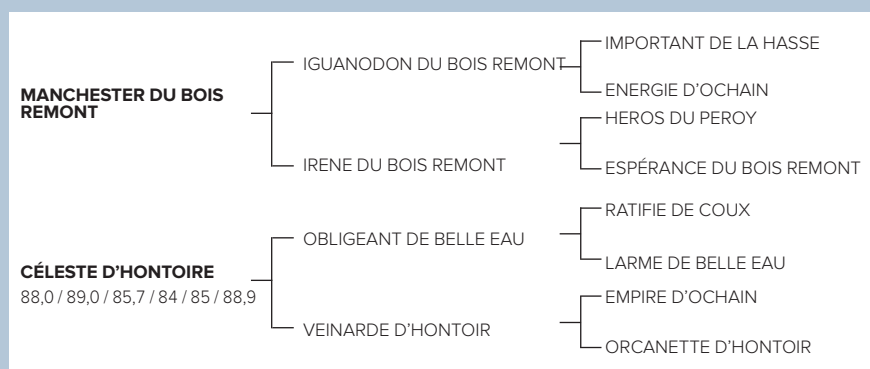 IMPORTANT DE LA HASSE
IGUANODON DU BOIS REMONT
ENERGIE D'OCHAIN
MANCHESTER DU BOIS
REMONT
HEROS DU PEROY
IRENE DU BOIS REMONT
ESPÉRANCE DU BOIS REMONT
RATIFIE DE COUX
OBLIGEANT DE BELLE EAU
LARME DE BELLE EAU
CÉLESTE D'HONTOIRE
88,0 / 89,0 / 85,7 / 84 / 85 / 88,9
EMPIRE D'OCHAIN
VEINARDE D'HONTOIR
ORCANETTE D'HONTOIR